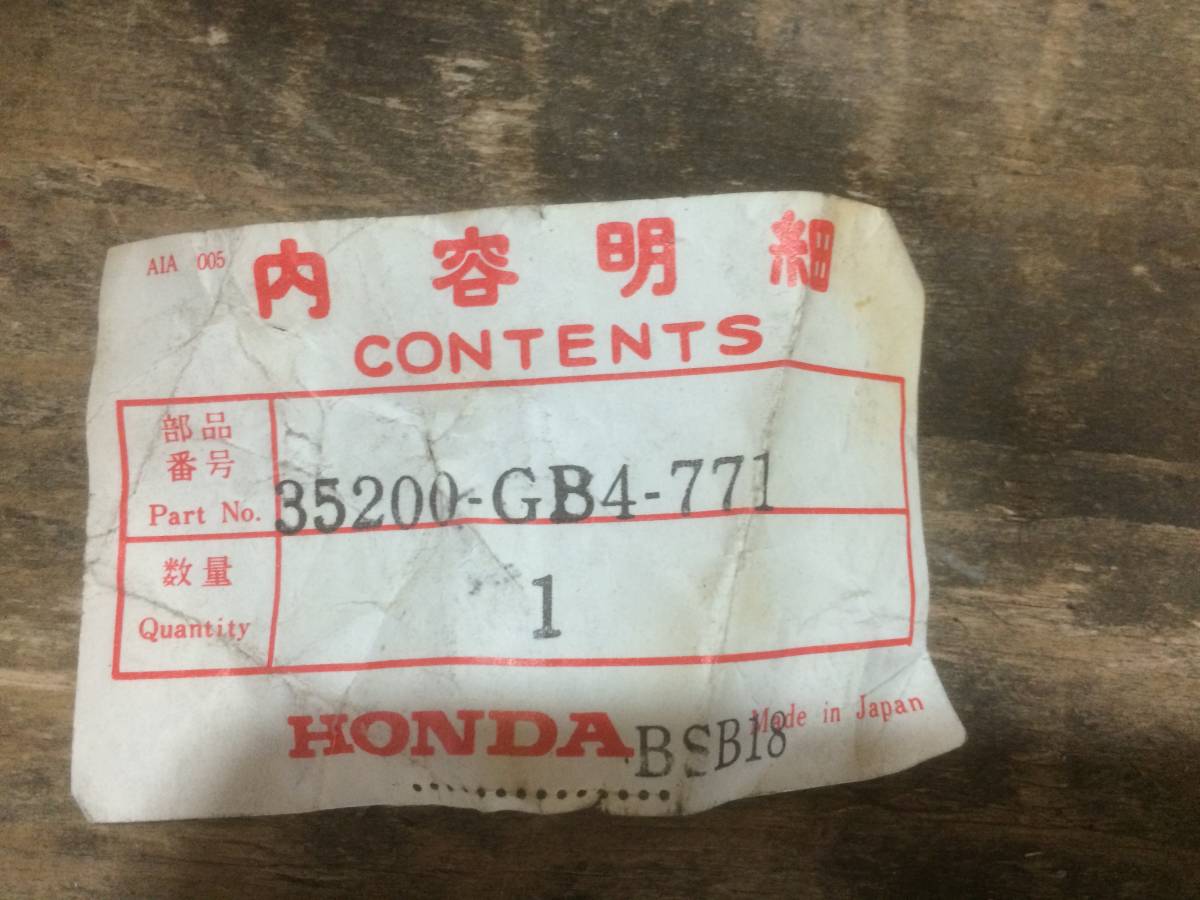 AIA 005
内容明細
CONTENTS
部品
番号
Part No. 35200-GB4-771
数量
Quantity 1
HONDA BSB18 Made in Japan